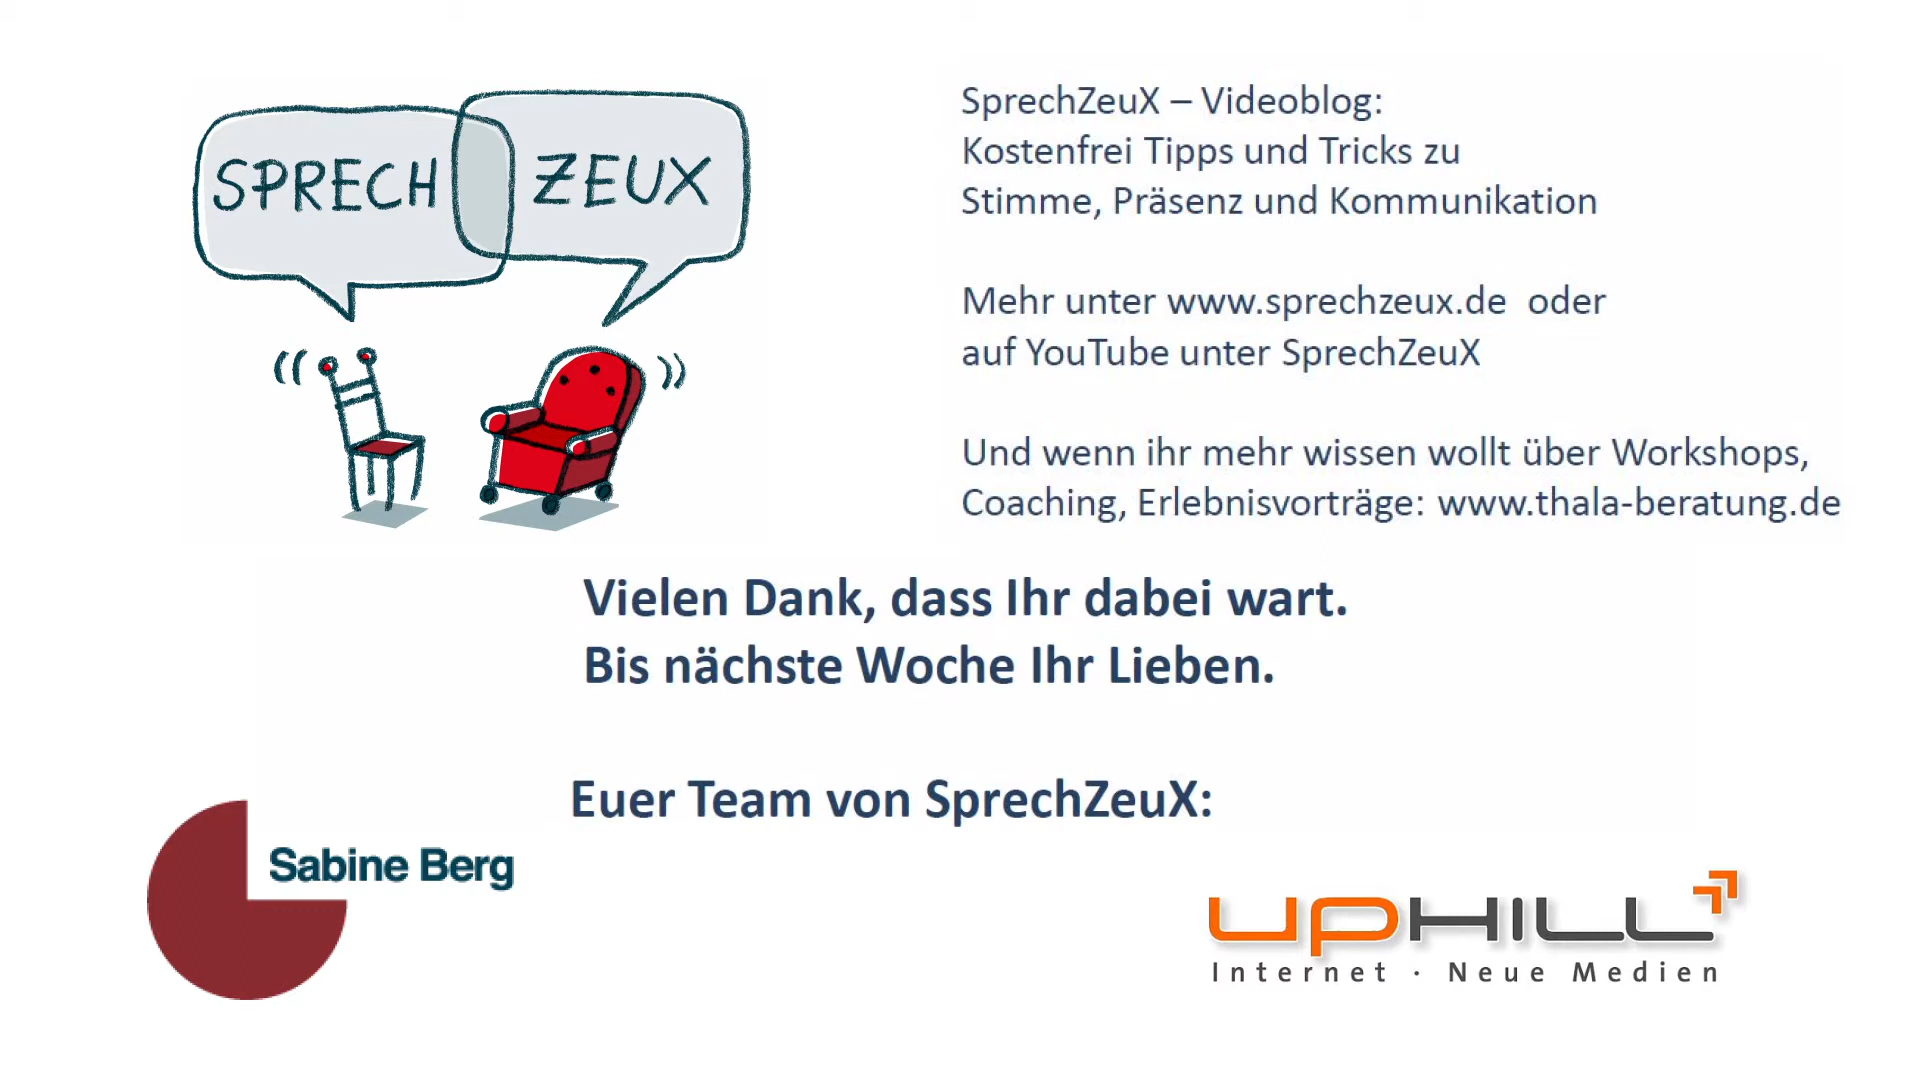 SPRECH ZEUX
SprechZeuX – Videoblog:
Kostenfrei Tipps und Tricks zu
Stimme, Präsenz und Kommunikation
Mehr unter www.sprechzeux.de oder
auf YouTube unter SprechZeuX
Und wenn ihr mehr wissen wollt über Workshops,
Coaching, Erlebnisvorträge: www.thala-beratung.de
Vielen Dank, dass Ihr dabei wart.
Bis nächste Woche Ihr Lieben.
Euer Team von SprechZeuX:
Sabine Berg
UPHILL
Internet · Neue Medien